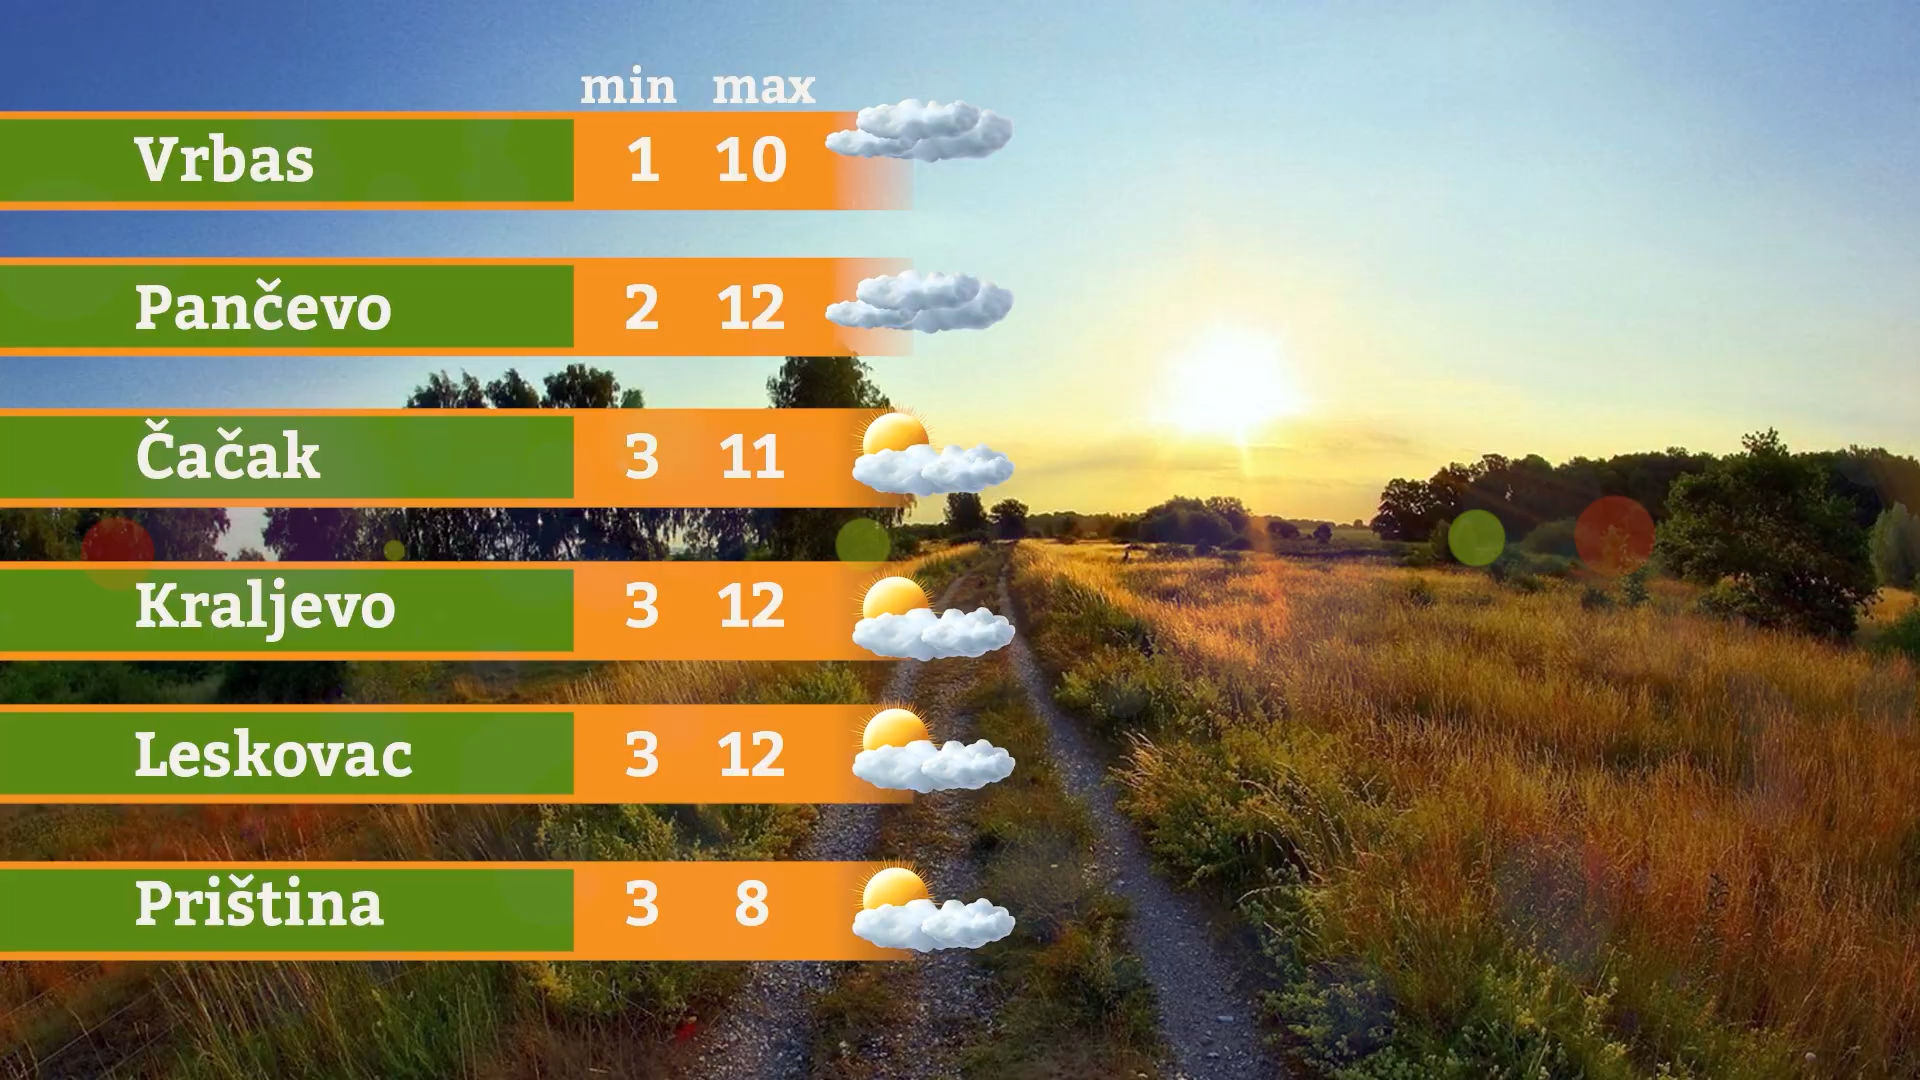 min max
Vrbas 1 10
Pančevo 2 12
Čačak 3 11
Kraljevo 3 12
Leskovac 3 12
Priština 3 8